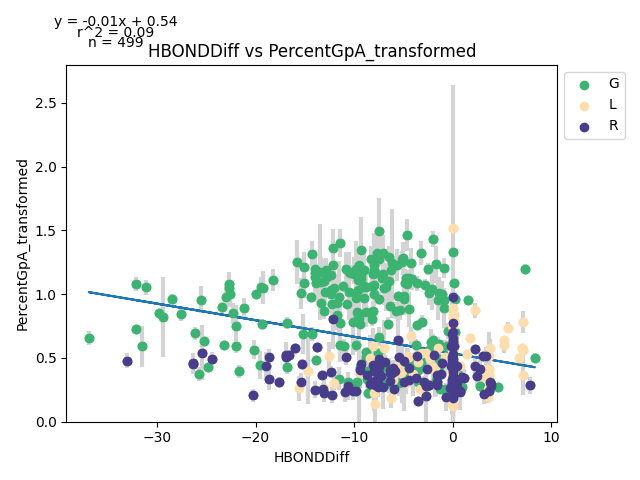 y = -0.01x + 0.54
r^2 = 0.09
n = 499
HBONDDiff vs PercentGpA_transformed
G
L
R
PercentGpA_transformed
2.5
2.0
1.5
1.0
0.5
0.0
−30
−20
−10
0
10
HBONDDiff